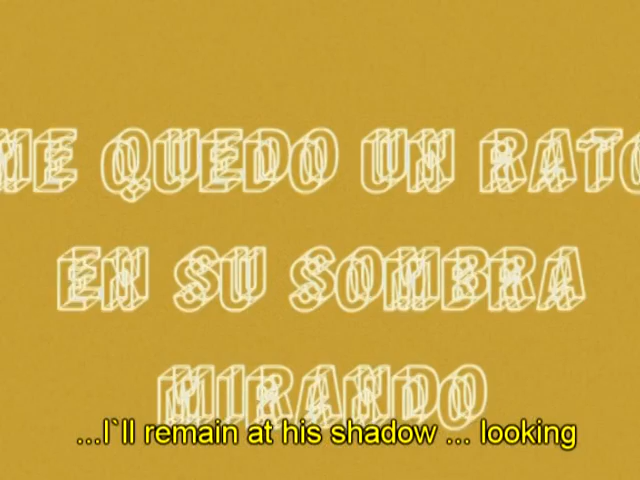 ME QUEDO UN RATO
EN SU SOMBRA
MIRANDO
...I`ll remain at his shadow ... looking